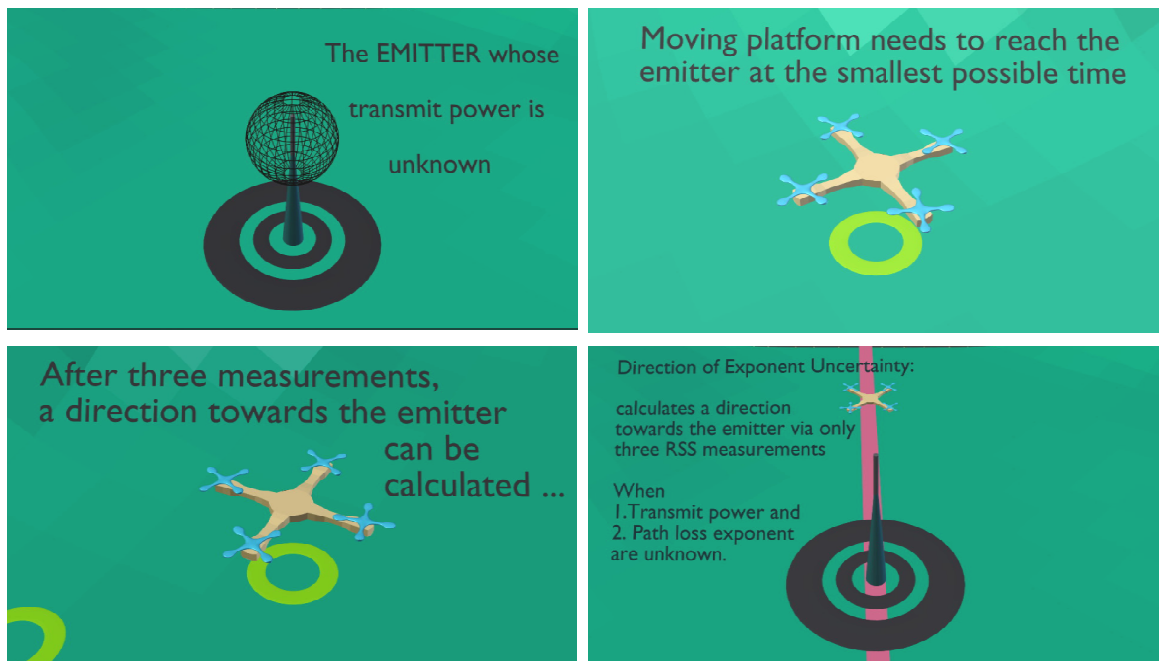 The EMITTER whose
transmit power is
unknown
Moving platform needs to reach the
emitter at the smallest possible time
After three measurements,
a direction towards the emitter
can be
calculated ...
Direction of Exponent Uncertainty:
calculates a direction
towards the emitter via only
three RSS measurements
When
1.Transmit power and
2. Path loss exponent
are unknown.